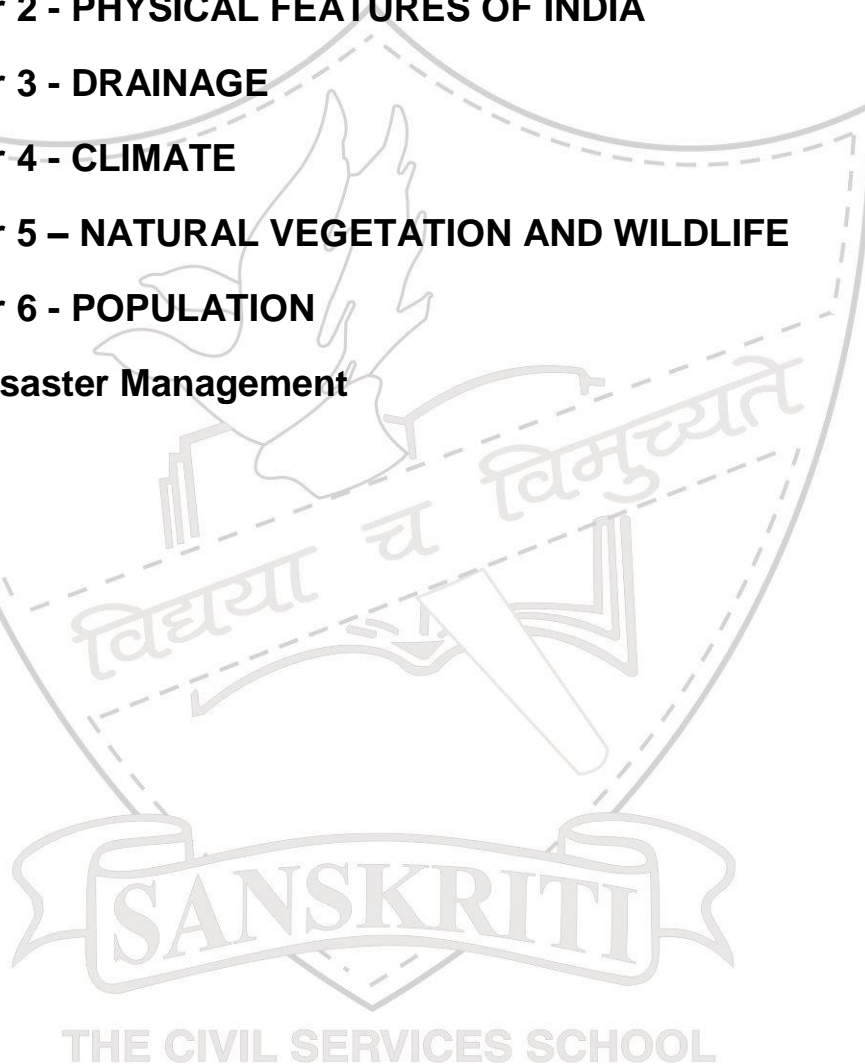 r 2 - PHYSICAL FEATURES OF INDIA
r 3 - DRAINAGE
r 4 - CLIMATE
r 5 – NATURAL VEGETATION AND WILDLIFE
r 6 - POPULATION
saster Management
विद्यया च विमुच्यते
SANSKRITI
THE CIVIL SERVICES SCHOOL